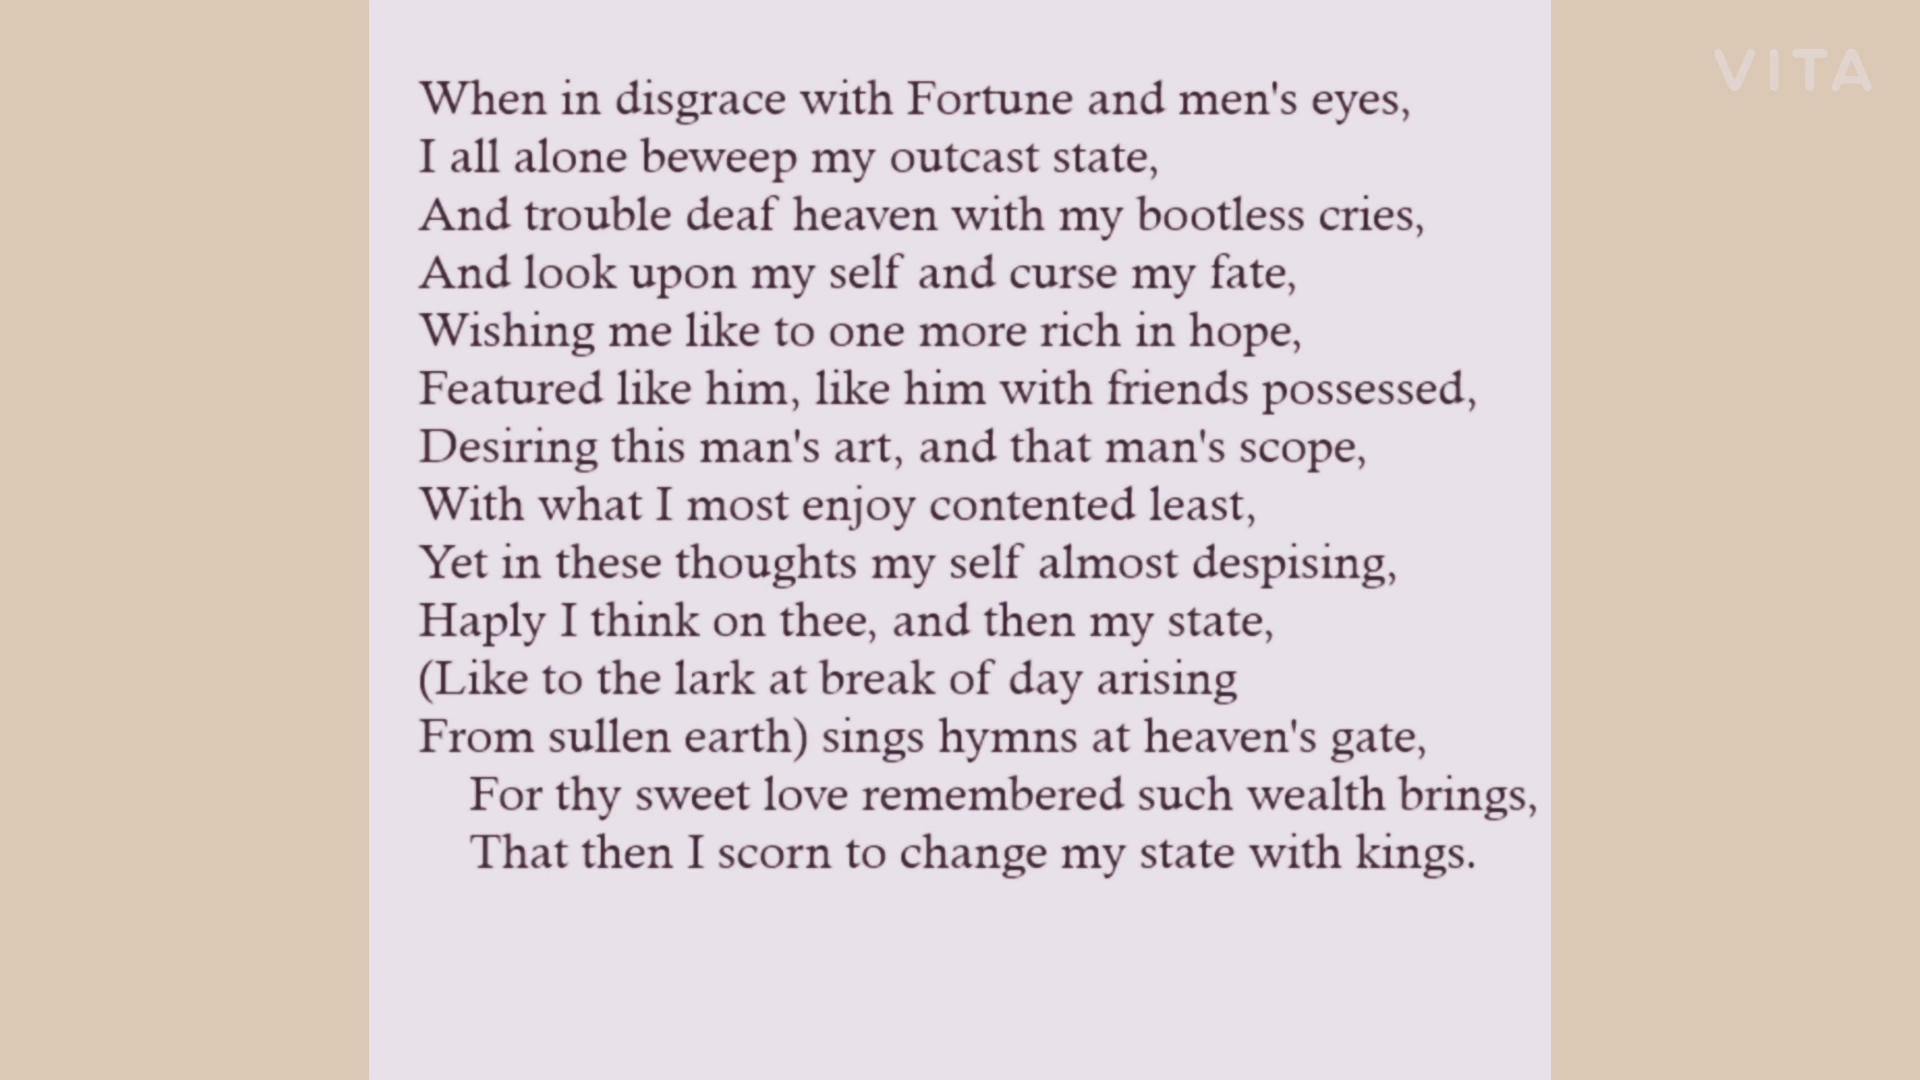 VITA
When in disgrace with Fortune and men's eyes,
I all alone beweep my outcast state,
And trouble deaf heaven with my bootless cries,
And look upon my self and curse my fate,
Wishing me like to one more rich in hope,
Featured like him, like him with friends possessed,
Desiring this man's art, and that man's scope,
With what I most enjoy contented least,
Yet in these thoughts my self almost despising,
Haply I think on thee, and then my state,
(Like to the lark at break of day arising
From sullen earth) sings hymns at heaven's gate,
For thy sweet love remembered such wealth brings,
That then I scorn to change my state with kings.